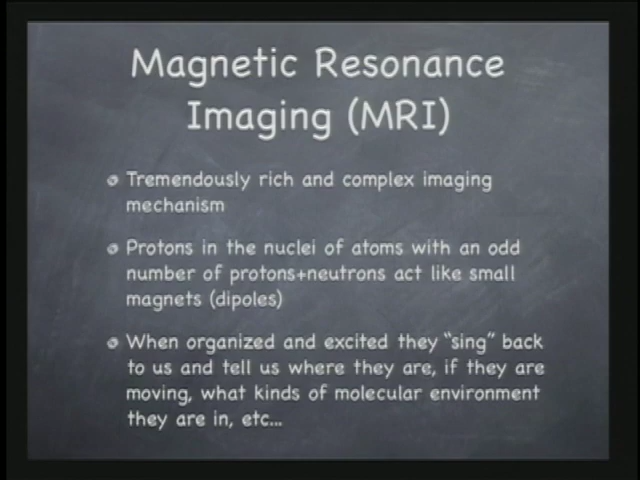 Magnetic Resonance
Imaging (MRI)
Tremendously rich and complex imaging
mechanism
Protons in the nuclei of atoms with an odd
number of protons+neutrons act like small
magnets (dipoles)
When organized and excited they “sing” back
to us and tell us where they are, if they are
moving, what kinds of molecular environment
they are in, etc...